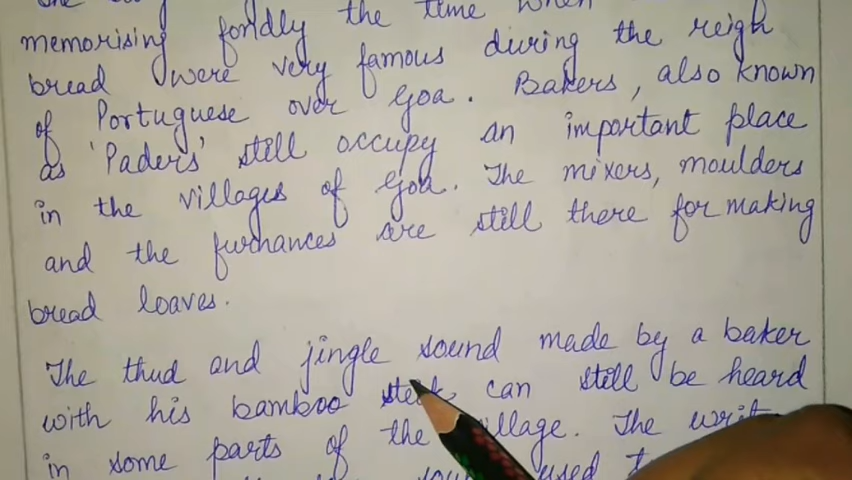 the time when
memorising fondly
bread were very famous during the reign
of Portuguese over Goa. Bakers, also known
as 'Paders' still occupy an important place
in the villages of Goa. The mixers, moulders
and the furnances are still there for making
bread loaves.
The thud and jingle sound made by a baker
with his bamboo can still be heard
in some parts of the village. The
used